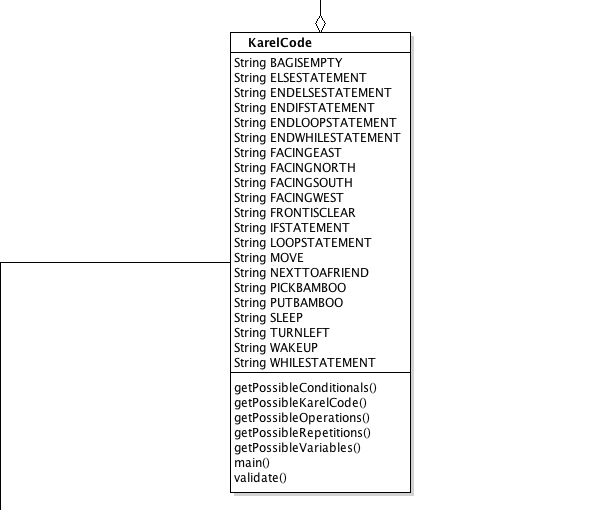 KarelCode
String BAGISEMPTY
String ELSESTATEMENT
String ENDELSESTATEMENT
String ENDIFSTATEMENT
String ENDLOOPSTATEMENT
String ENDWHILESTATEMENT
String FACINGEAST
String FACINGNORTH
String FACINGSOUTH
String FACINGWEST
String FRONTISCLEAR
String IFSTATEMENT
String LOOPSTATEMENT
String MOVE
String NEXTTOAFRIEND
String PICKBAMBOO
String PUTBAMBOO
String SLEEP
String TURNLEFT
String WAKEUP
String WHILESTATEMENT
getPossibleConditionals()
getPossibleKarelCode()
getPossibleOperations()
getPossibleRepetitions()
getPossibleVariables()
main()
validate()